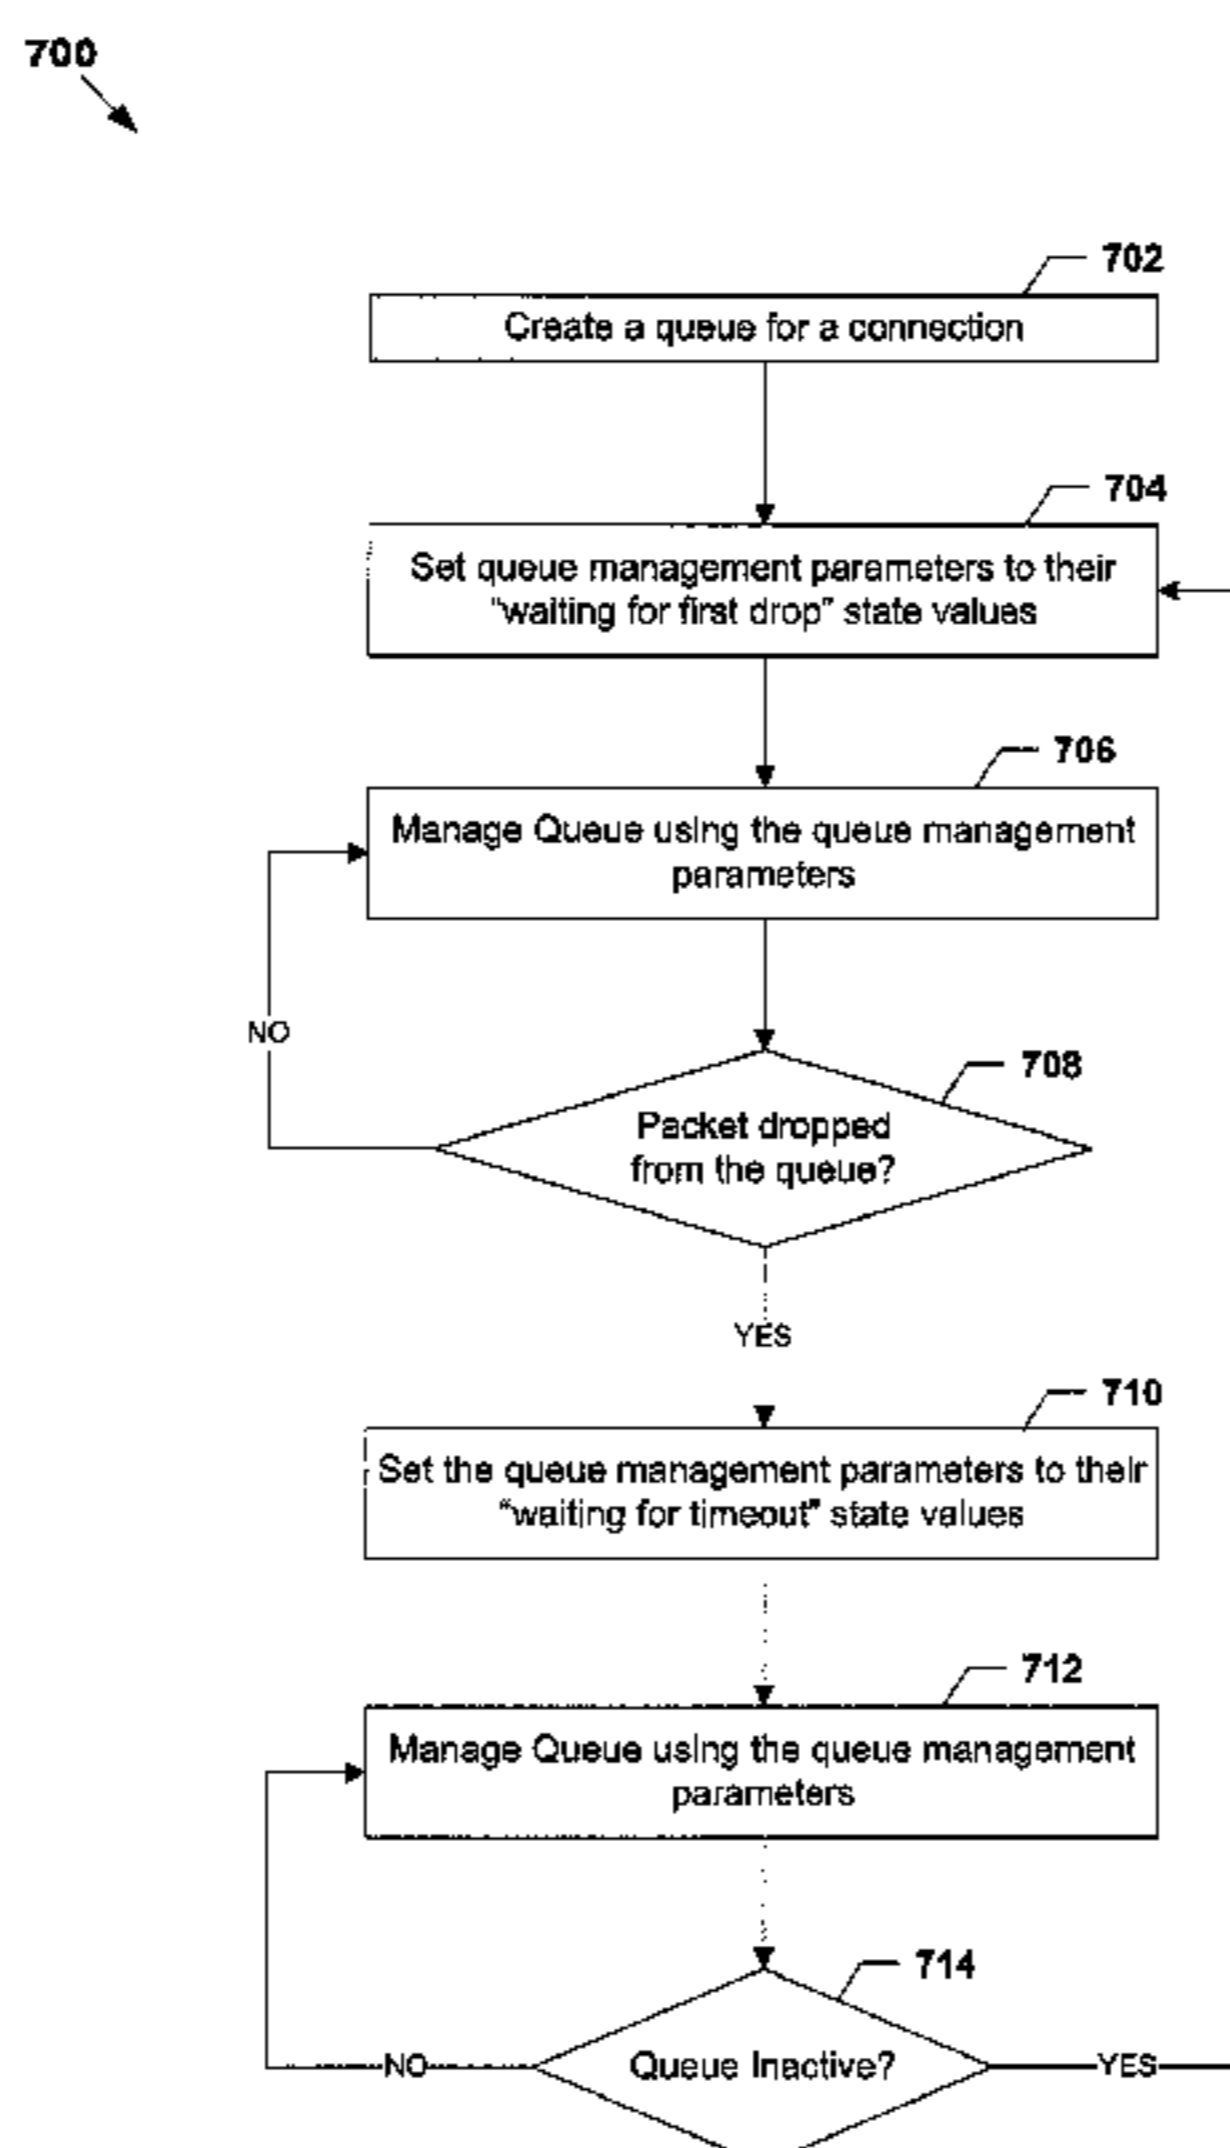 700
702
Create a queue for a connection
704
Set queue management parameters to their
"waiting for first drop" state values
706
Manage Queue using the queue management
parameters
NO
708
Packet dropped
from the queue?
YES
710
Set the queue management parameters to their
"waiting for timeout" state values
712
Manage Queue using the queue management
parameters
714
NO
Queue Inactive?
YES